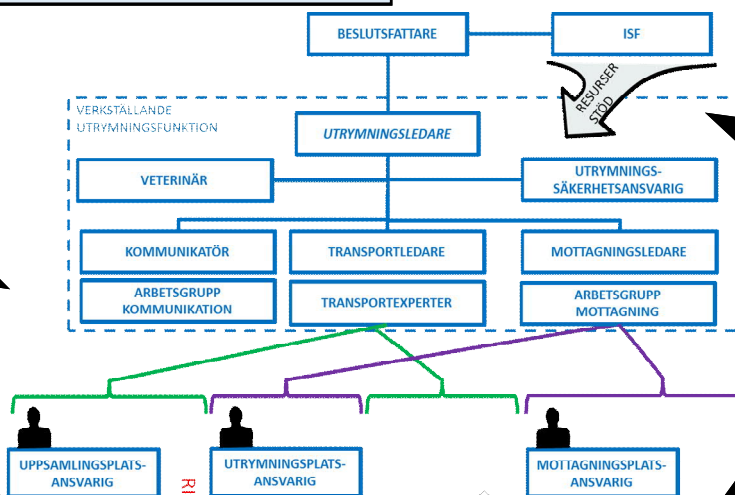 BESLUTSFATTARE
ISF
RESURSER
STÖD
VERKSTÄLLANDE
UTRYMNINGSFUNKTION
UTRYMNINGSLEDARE
VETERINÄR
UTRYMNINGS-
SÄKERHETSANSVARIG
KOMMUNIKATÖR
TRANSPORTLEDARE
MOTTAGNINGSLEDARE
ARBETSGRUPP
KOMMUNIKATION
TRANSPORTEXPERTER
ARBETSGRUPP
MOTTAGNING
UPPSAMLINGSPLATS-
ANSVARIG
UTRYMNINGSPLATS-
ANSVARIG
MOTTAGNINGSPLATS-
ANSVARIG